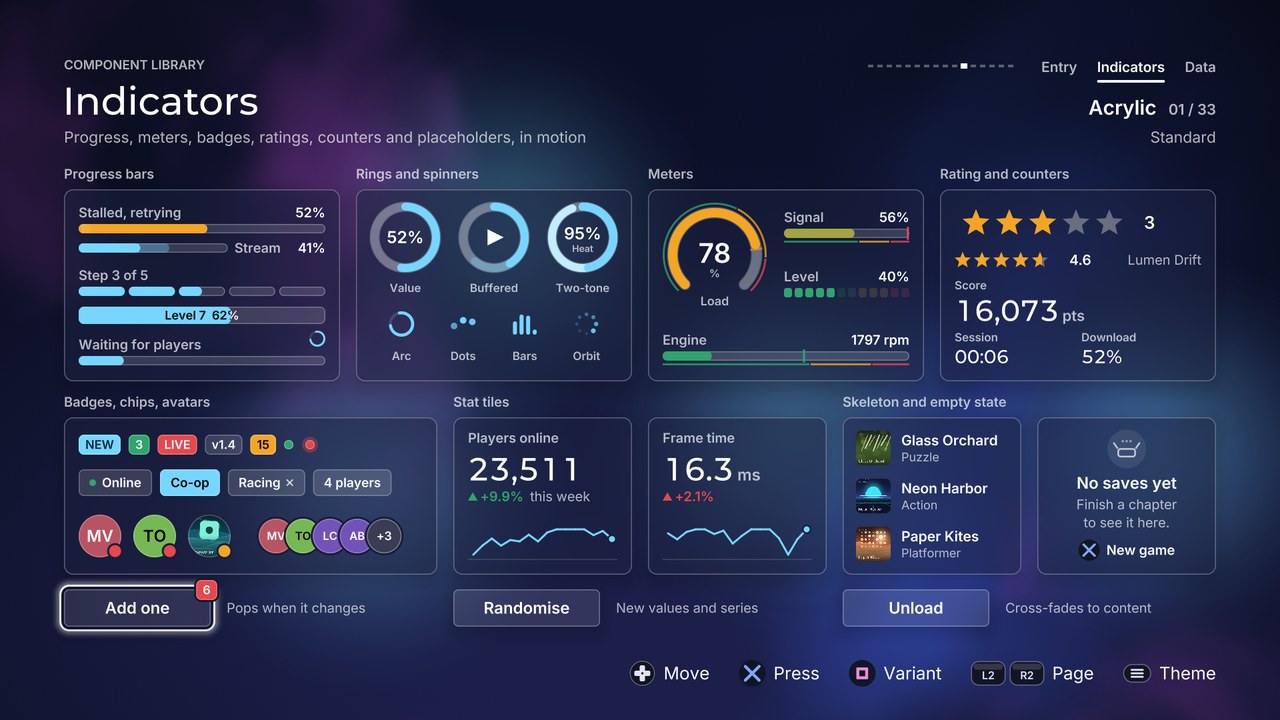 COMPONENT LIBRARY
Indicators
Progress, meters, badges, ratings, counters and placeholders, in motion
Entry Indicators Data
Acrylic 01 / 33
Standard
Progress bars
Stalled, retrying 52%
Stream 41%
Step 3 of 5
Level 7 62%
Waiting for players
Rings and spinners
52%
95%
Heat
Value Buffered Two-tone
Arc Dots Bars Orbit
Meters
78
%
Load
Signal 56%
Level 40%
Engine 1797 rpm
Rating and counters
3
4.6 Lumen Drift
Score
16,073 pts
Session Download
00:06 52%
Badges, chips, avatars
NEW 3 LIVE v1.4 15
Online Co-op Racing × 4 players
MV TO MV TO LC AB +3
Add one 6
Pops when it changes
Stat tiles
Players online
23,511
+9.9% this week
Frame time
16.3 ms
+2.1%
Randomise
New values and series
Skeleton and empty state
Glass Orchard
Puzzle
Neon Harbor
Action
Paper Kites
Platformer
No saves yet
Finish a chapter
to see it here.
New game
Unload
Cross-fades to content
Move Press Variant L2 R2 Page Theme